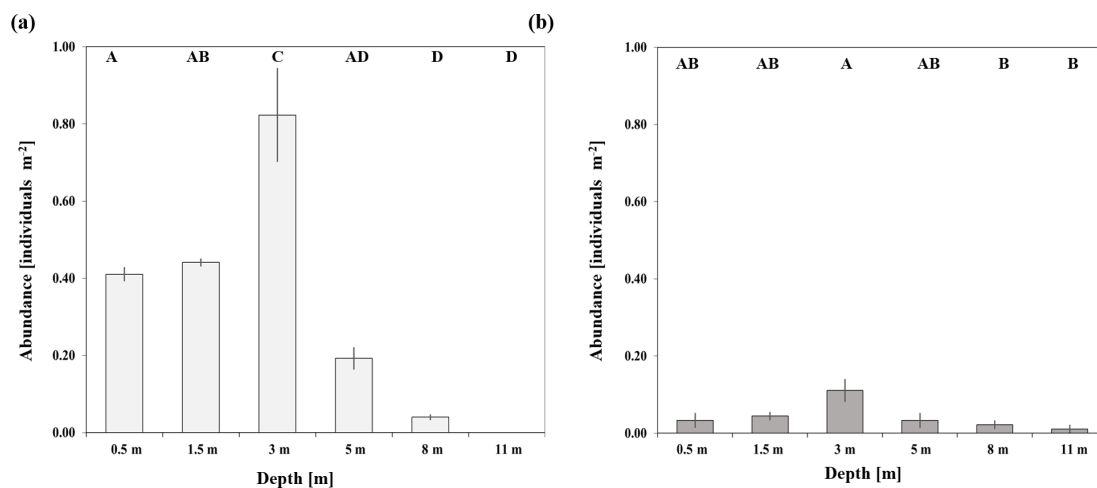 (a)
A AB C AD D D
1.00
0.80
0.60
0.40
0.20
0.00
Abundance [individuals m⁻²]
0.5 m 1.5 m 3 m 5 m 8 m 11 m
Depth [m]
(b)
AB AB A AB B B
1.00
0.80
0.60
0.40
0.20
0.00
Abundance [individuals m⁻²]
0.5 m 1.5 m 3 m 5 m 8 m 11 m
Depth [m]